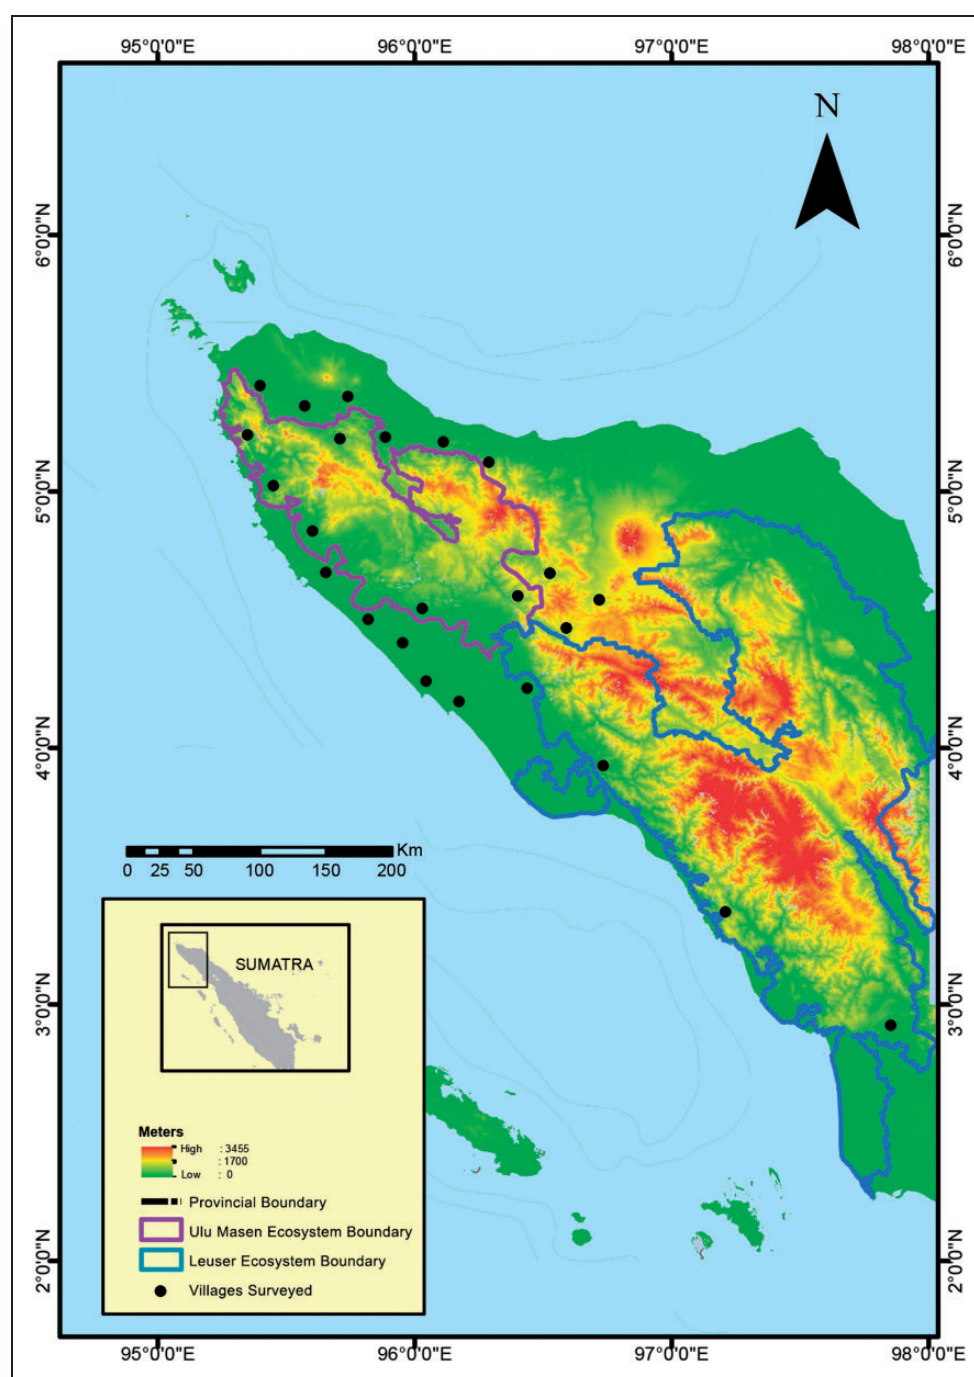 95°0'0"E 96°0'0"E 97°0'0"E 98°0'0"E
N
6°0'0"N 6°0'0"N
5°0'0"N 5°0'0"N
4°0'0"N 4°0'0"N
Km
0 25 50 100 150 200
SUMATRA
3°0'0"N 3°0'0"N
Meters
High : 3455
: 1700
Low : 0
Provincial Boundary
Ulu Masen Ecosystem Boundary
Leuser Ecosystem Boundary
Villages Surveyed
2°0'0"N 2°0'0"N
95°0'0"E 96°0'0"E 97°0'0"E 98°0'0"E